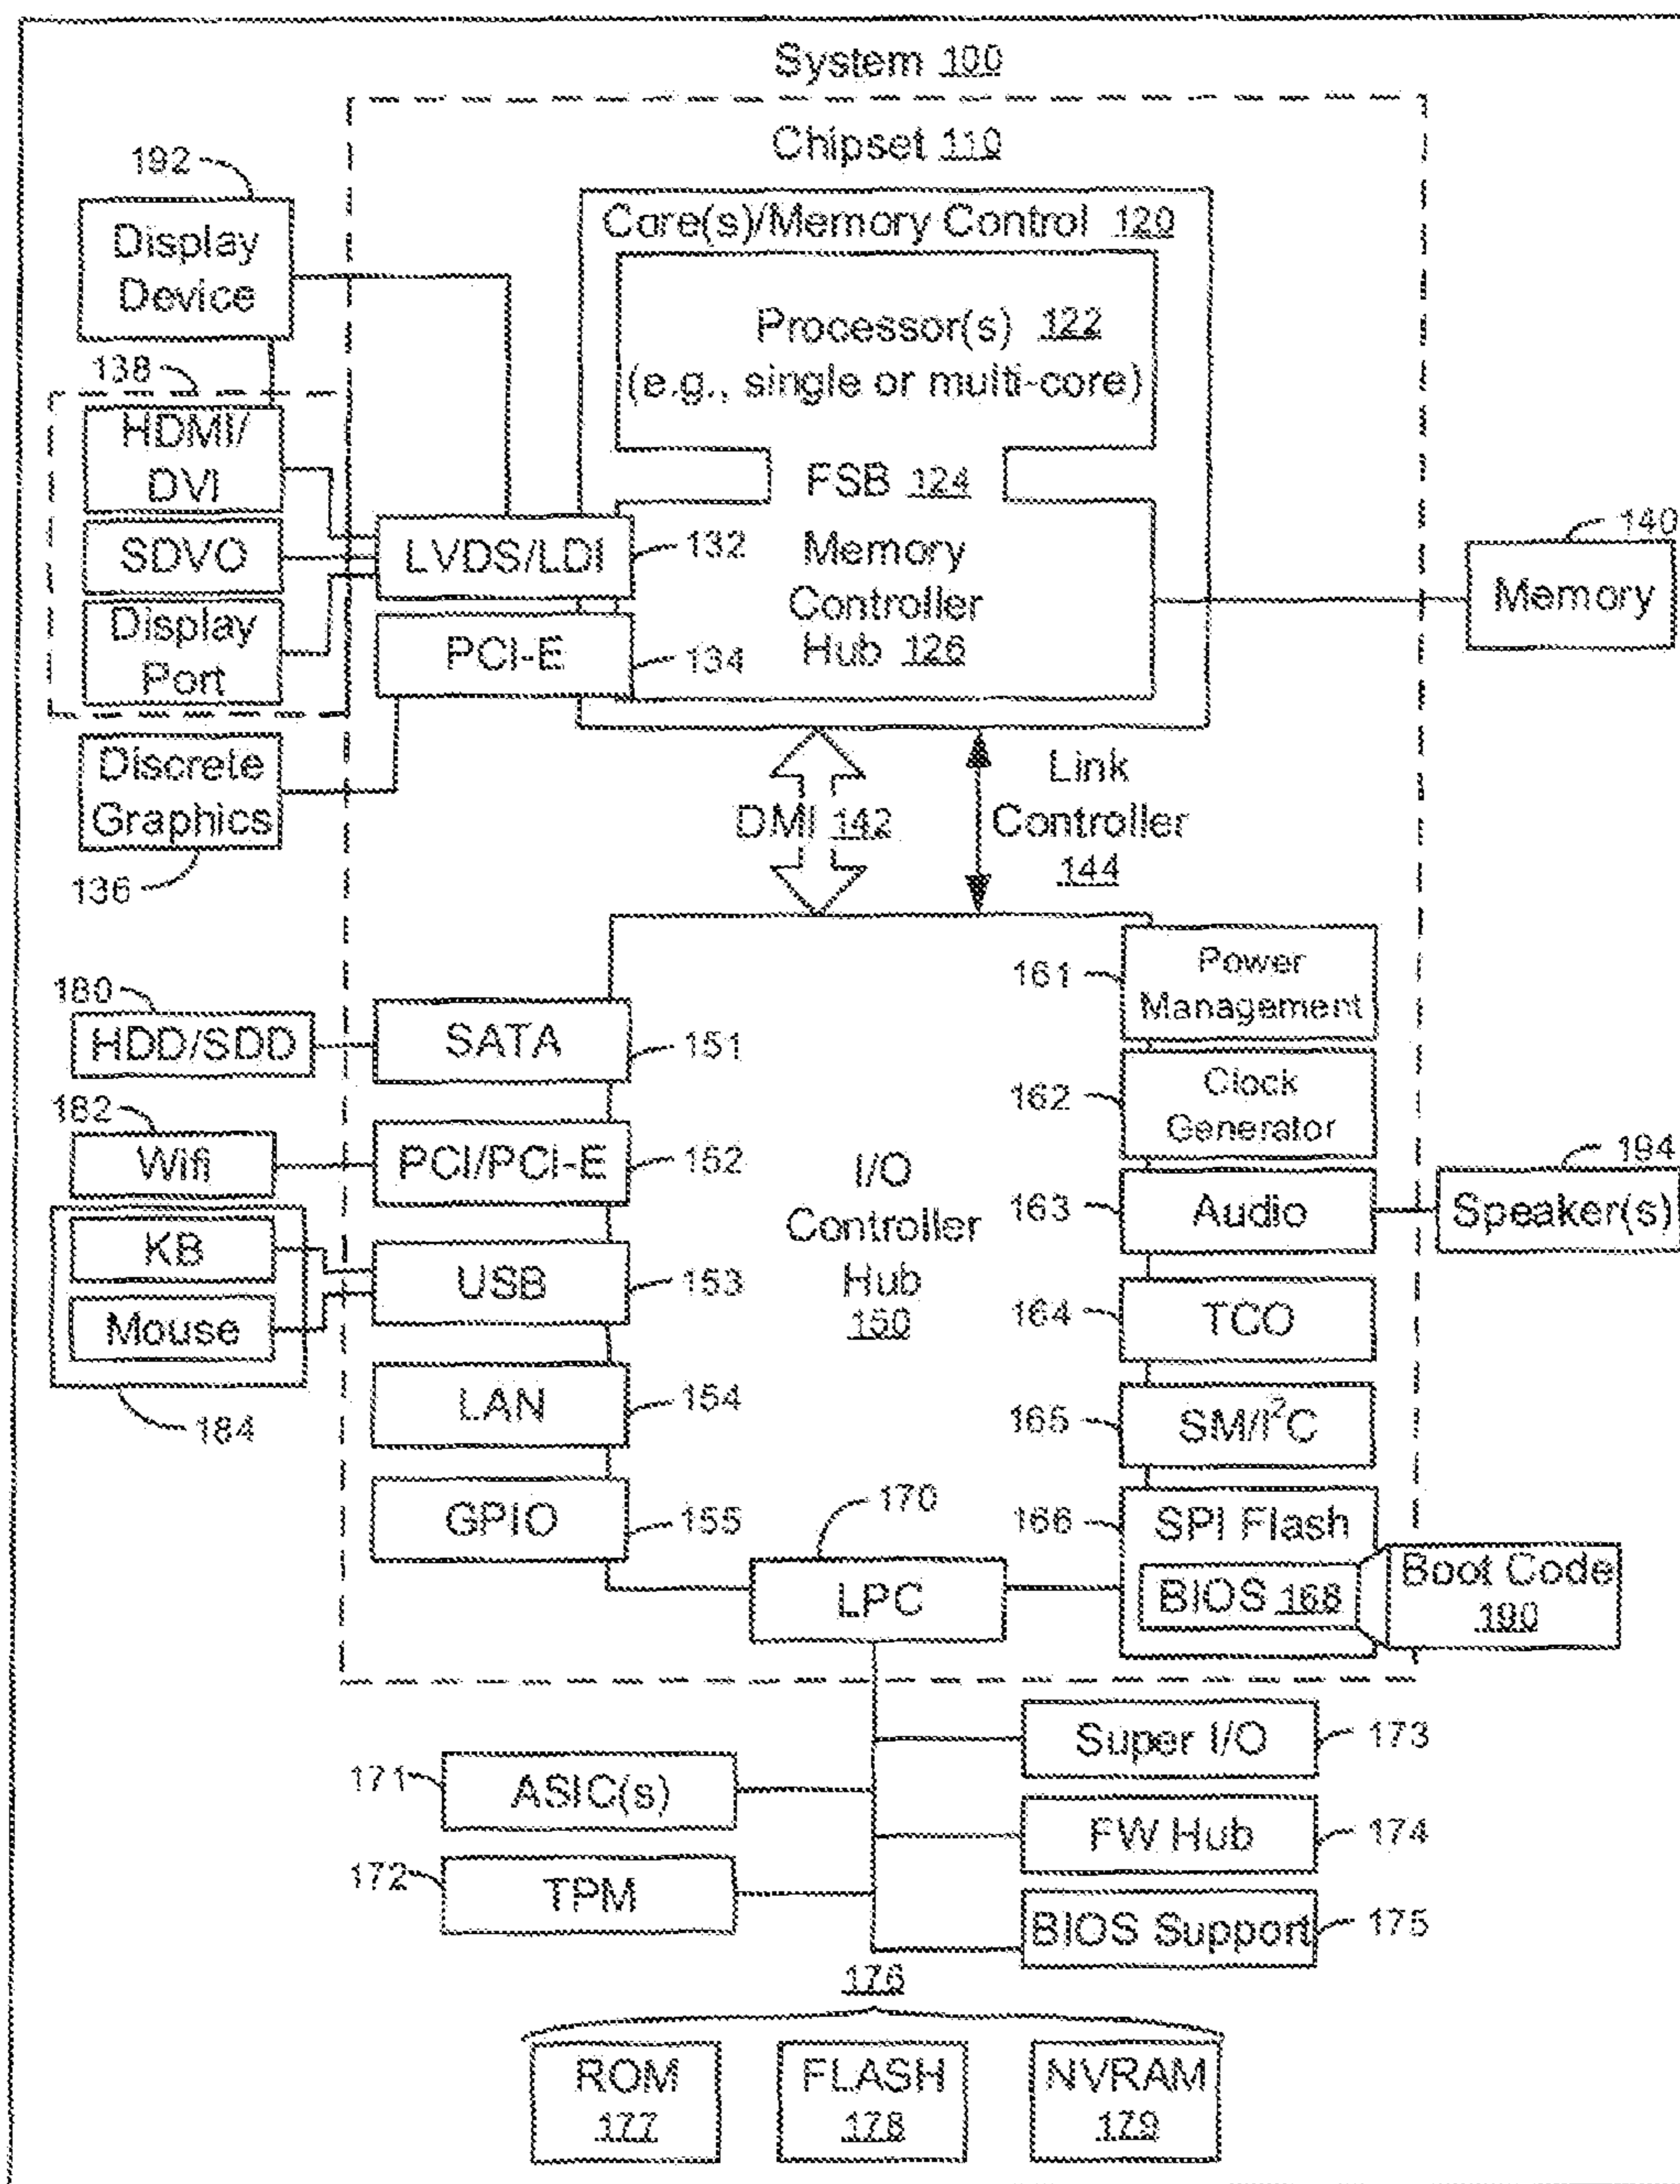 System 100
Chipset 110
192
Display
Device
Core(s)/Memory Control 120
Processor(s) 122
(e.g., single or multi-core)
138
HDMI/
DVI
SDVO
Display
Port
FSB 124
LVDS/LDI
132
PCI-E
134
Memory
Controller
Hub 126
140
Memory
Discrete
Graphics
136
DMI 142
Link
Controller
144
180
HDD/SDD
SATA
151
182
Wifi
PCI/PCI-E
152
KB
Mouse
184
USB
153
LAN
154
GPIO
155
I/O
Controller
Hub
150
161
Power
Management
162
Clock
Generator
163
Audio
194
Speaker(s)
164
TCO
165
SM/I²C
166
SPI Flash
BIOS 168
Boot Code
190
170
LPC
171
ASIC(s)
172
TPM
Super I/O
173
FW Hub
174
BIOS Support
175
176
ROM
177
FLASH
178
NVRAM
179